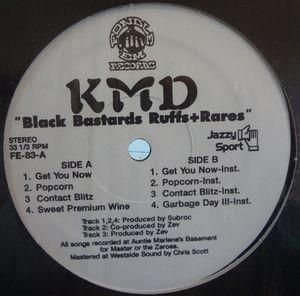 FONDLE
'EM
RECORDS
KMD
"Black Bastards Ruffs+Rares"
STEREO
33 1/3 RPM
FE-83-A
Jazzy
Sport
SIDE A
1. Get You Now
2. Popcorn
3 Contact Blitz
4. Sweet Premium Wine
SIDE B
1. Get You Now-Inst.
2. Popcorn-Inst.
3. Contact Blitz-Inst.
4. Garbage Day III-Inst.
Track 1,2,4: Produced by Subroc
Track 2: Co-produced by Zev
Track 3: Produced by Zev
All songs recorded at Auntie Marlene's Basement
for Master or the Zeroes.
Mastered at Westside Sound by Chris Scott